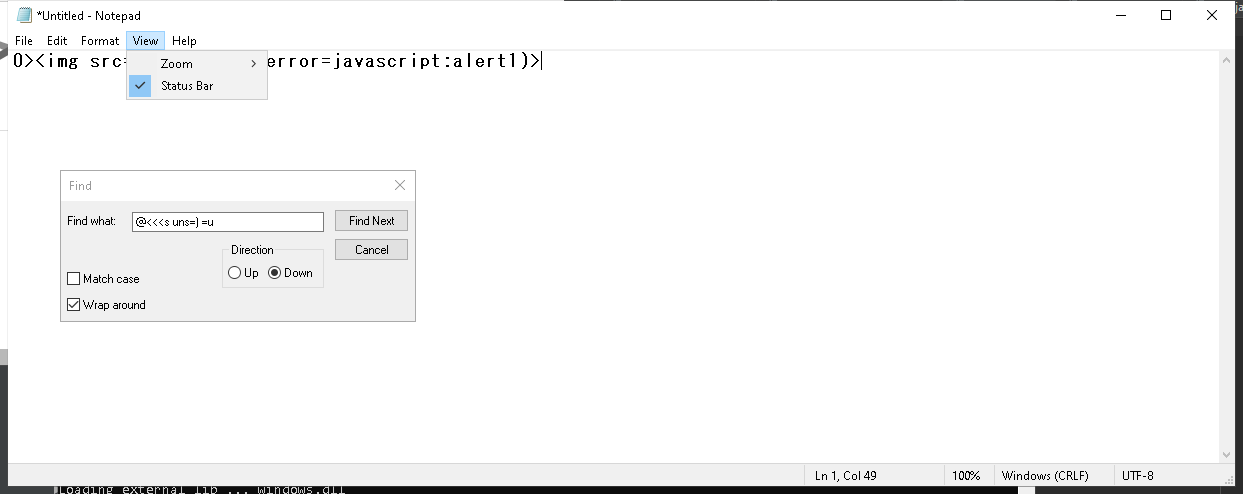 *Untitled - Notepad
File Edit Format View Help
0><img src= error=javascript:alert1)>
Zoom
Status Bar
Find
Find what: @<<<s uns=) =u Find Next
Direction Cancel
Up Down
Match case
Wrap around
Ln 1, Col 49 100% Windows (CRLF) UTF-8
Loading external lib ... windows.dll